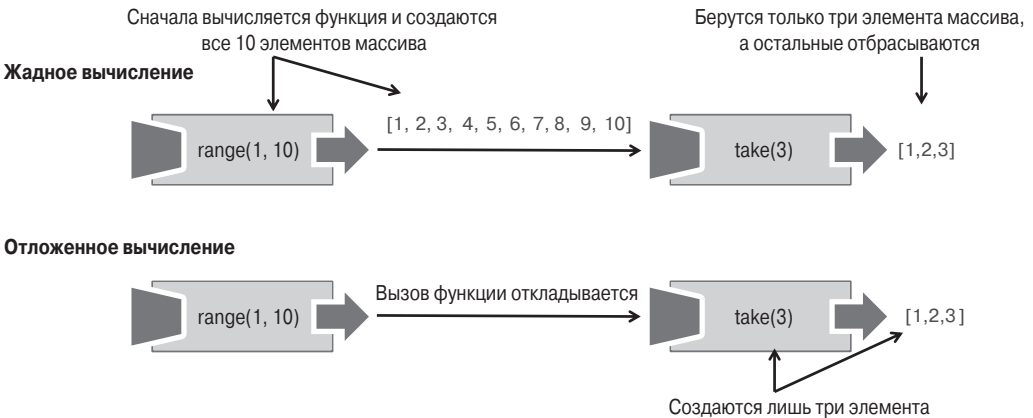 Сначала вычисляется функция и создаются
все 10 элементов массива
Берутся только три элемента массива,
а остальные отбрасываются
Жадное вычисление
range(1, 10)
[1, 2, 3, 4, 5, 6, 7, 8, 9, 10]
take(3)
[1,2,3]
Отложенное вычисление
range(1, 10)
Вызов функции откладывается
take(3)
[1,2,3]
Создаются лишь три элемента